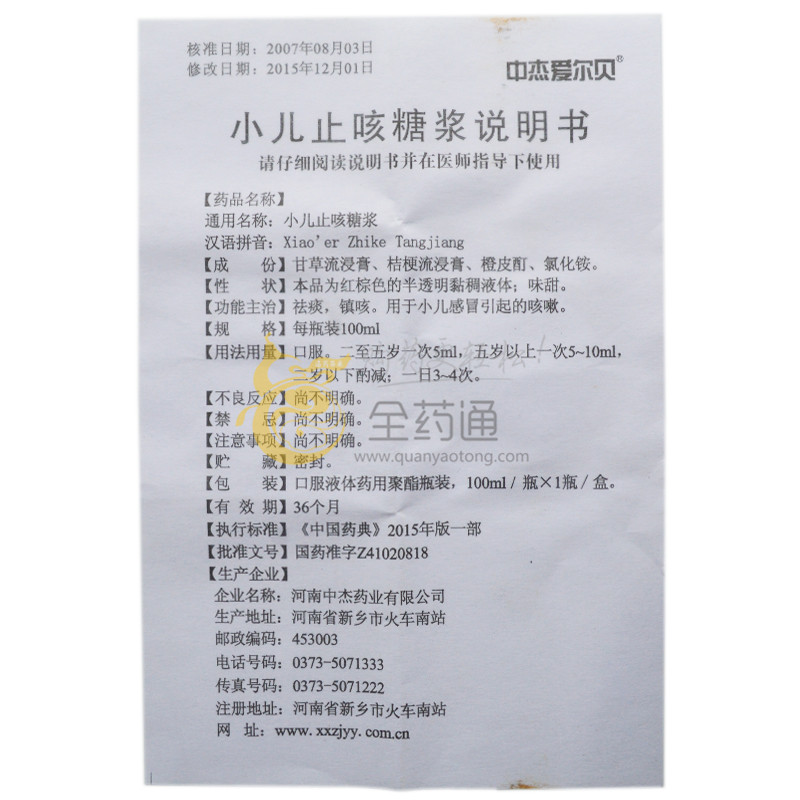 核准日期：2007年08月03日
修改日期：2015年12月01日
中杰爱尔贝®
小儿止咳糖浆说明书
请仔细阅读说明书并在医师指导下使用
【药品名称】
通用名称：小儿止咳糖浆
汉语拼音：Xiao'er Zhike Tangjiang
【成　　份】甘草流浸膏、桔梗流浸膏、橙皮酊、氯化铵。
【性　　状】本品为红棕色的半透明黏稠液体；味甜。
【功能主治】祛痰，镇咳。用于小儿感冒引起的咳嗽。
【规　　格】每瓶装100ml
【用法用量】口服。二至五岁一次5ml，五岁以上一次5~10ml，
二岁以下酌减；一日3~4次。
【不良反应】尚不明确。
【禁　　忌】尚不明确。
【注意事项】尚不明确。
【贮　　藏】密封。
全药通
www.quanyaotong.com
【包　　装】口服液体药用聚酯瓶装，100ml / 瓶×1瓶 / 盒。
【有 效 期】36个月
【执行标准】《中国药典》2015年版一部
【批准文号】国药准字Z41020818
【生产企业】
企业名称：河南中杰药业有限公司
生产地址：河南省新乡市火车南站
邮政编码：453003
电话号码：0373-5071333
传真号码：0373-5071222
注册地址：河南省新乡市火车南站
网　址：www.xxzjyy.com.cn